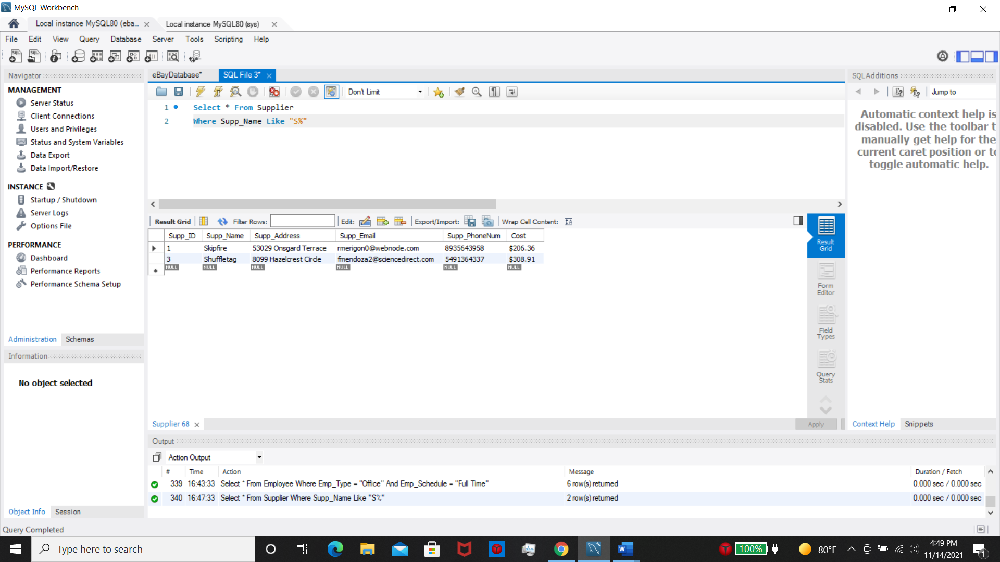 MySQL Workbench
Local instance MySQL80 (eba...
Local instance MySQL80 (sys)
File Edit View Query Database Server Tools Scripting Help
Navigator
MANAGEMENT
Server Status
Client Connections
Users and Privileges
Status and System Variables
Data Export
Data Import/Restore
INSTANCE
Startup / Shutdown
Server Logs
Options File
PERFORMANCE
Dashboard
Performance Reports
Performance Schema Setup
Administration Schemas
Information
No object selected
Object Info Session
eBayDatabase* SQL File 3*
Don't Limit
1 Select * From Supplier
2 Where Supp_Name Like "S%"
Result Grid Filter Rows: Edit: Export/Import: Wrap Cell Content:
Supp_ID Supp_Name Supp_Address Supp_Email Supp_PhoneNum Cost
1 Skipfire 53029 Onsgard Terrace rmerigon0@webnode.com 8935643958 $206.36
3 Shuffletag 8099 Hazelcrest Circle fmendoza2@sciencedirect.com 5491364337 $308.91
NULL NULL NULL NULL NULL NULL
Result
Grid
Form
Editor
Field
Types
Query
Stats
Supplier 68
Apply
SQLAdditions
Jump to
Automatic context help is
disabled. Use the toolbar t
manually get help for the
current caret position or to
toggle automatic help.
Context Help Snippets
Output
Action Output
# Time Action Message Duration / Fetch
339 16:43:33 Select * From Employee Where Emp_Type = "Office" And Emp_Schedule = "Full Time" 6 row(s) returned 0.000 sec / 0.000 sec
340 16:47:33 Select * From Supplier Where Supp_Name Like "S%" 2 row(s) returned 0.000 sec / 0.000 sec
Query Completed
Type here to search
100%
80°F
4:49 PM
11/14/2021
1